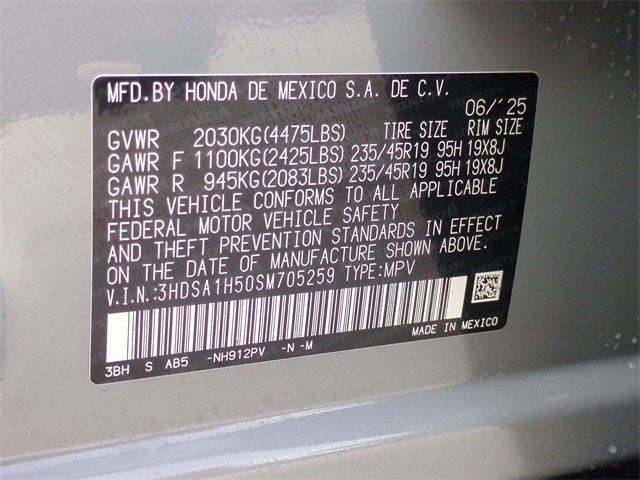 MFD.BY HONDA DE MEXICO S.A. DE C.V.
06/'25
GVWR 2030KG(4475LBS) TIRE SIZE RIM SIZE
GAWR F 1100KG(2425LBS) 235/45R19 95H 19X8J
GAWR R 945KG(2083LBS) 235/45R19 95H 19X8J
THIS VEHICLE CONFORMS TO ALL APPLICABLE
FEDERAL MOTOR VEHICLE SAFETY
AND THEFT PREVENTION STANDARDS IN EFFECT
ON THE DATE OF MANUFACTURE SHOWN ABOVE.
V.I.N.:3HDSA1H50SM705259 TYPE:MPV
MADE IN MEXICO
3BH S AB5 -NH912PV -N -M